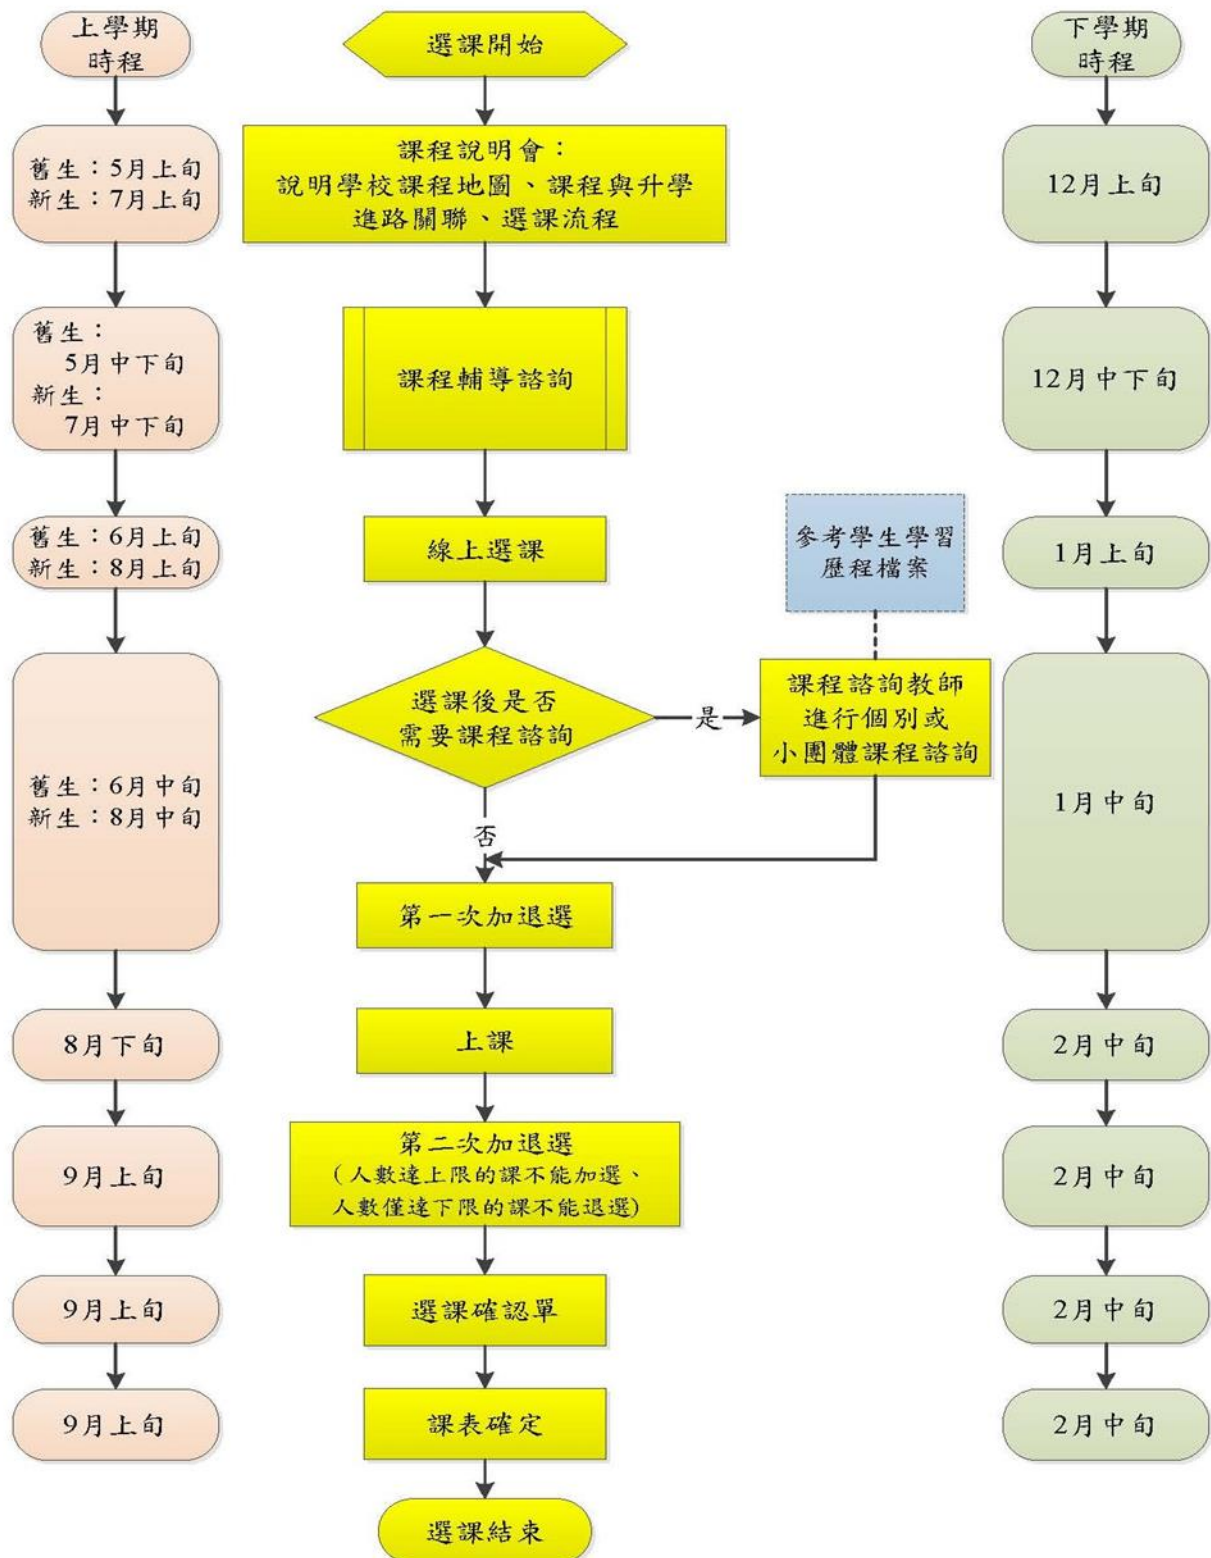 上學期
時程
選課開始
下學期
時程
舊生：5月上旬
新生：7月上旬
課程說明會：
說明學校課程地圖、課程與升學
進路關聯、選課流程
12月上旬
舊生：
5月中下旬
新生：
7月中下旬
課程輔導諮詢
12月中下旬
舊生：6月上旬
新生：8月上旬
線上選課
參考學生學習
歷程檔案
1月上旬
選課後是否
需要課程諮詢
是
課程諮詢教師
進行個別或
小團體課程諮詢
舊生：6月中旬
新生：8月中旬
1月中旬
否
第一次加退選
8月下旬
上課
2月中旬
9月上旬
第二次加退選
（人數達上限的課不能加選、
人數僅達下限的課不能退選)
2月中旬
9月上旬
選課確認單
2月中旬
9月上旬
課表確定
2月中旬
選課結束